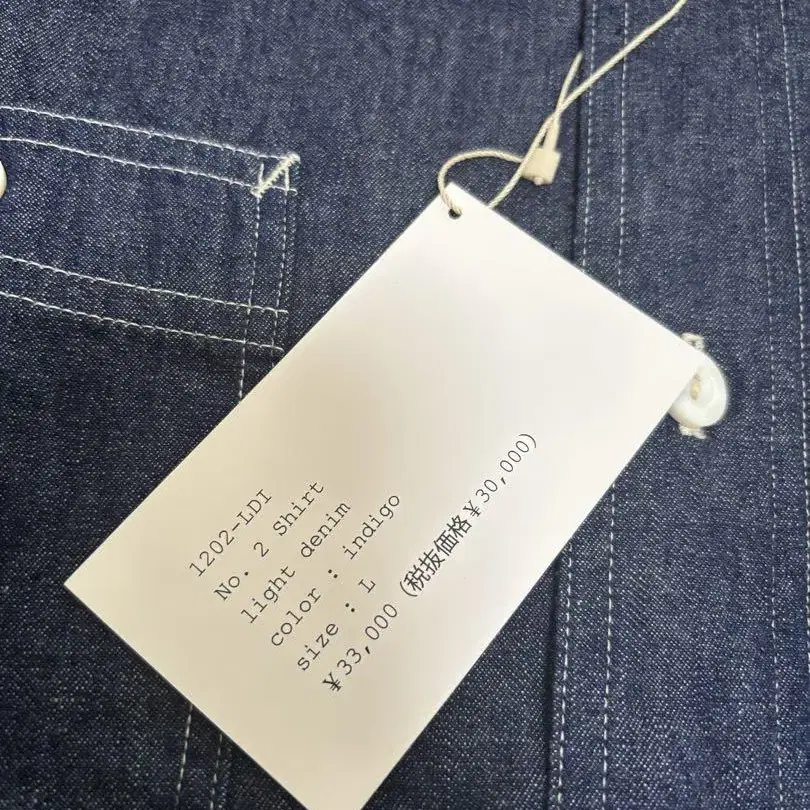 1202-LDI
No. 2 Shirt
light denim
color : indigo
size : L
¥33,000 (税抜価格¥30,000)